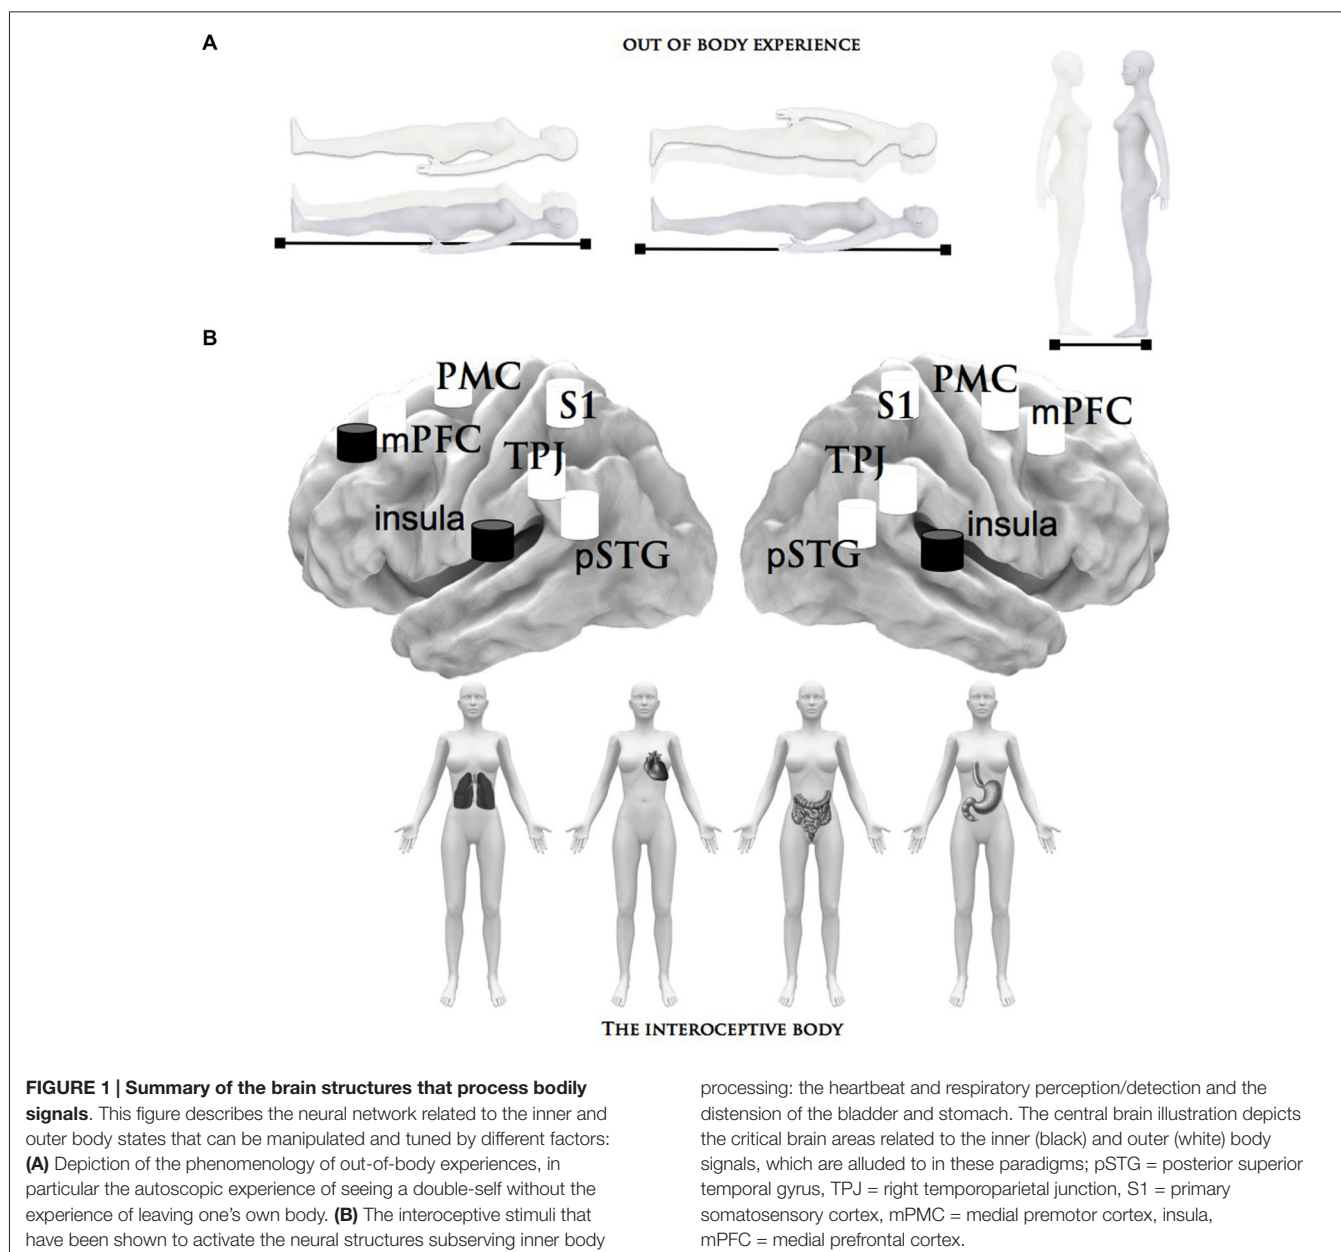 A
OUT OF BODY EXPERIENCE
B
PMC
S1
mPFC
TPJ
insula
pSTG
PMC
S1
mPFC
TPJ
insula
pSTG
THE INTEROCEPTIVE BODY
FIGURE 1 | Summary of the brain structures that process bodily
signals. This figure describes the neural network related to the inner and
outer body states that can be manipulated and tuned by different factors:
(A) Depiction of the phenomenology of out-of-body experiences, in
particular the autoscopic experience of seeing a double-self without the
experience of leaving one's own body. (B) The interoceptive stimuli that
have been shown to activate the neural structures subserving inner body
processing: the heartbeat and respiratory perception/detection and the
distension of the bladder and stomach. The central brain illustration depicts
the critical brain areas related to the inner (black) and outer (white) body
signals, which are alluded to in these paradigms; pSTG = posterior superior
temporal gyrus, TPJ = right temporoparietal junction, S1 = primary
somatosensory cortex, mPMC = medial premotor cortex, insula,
mPFC = medial prefrontal cortex.